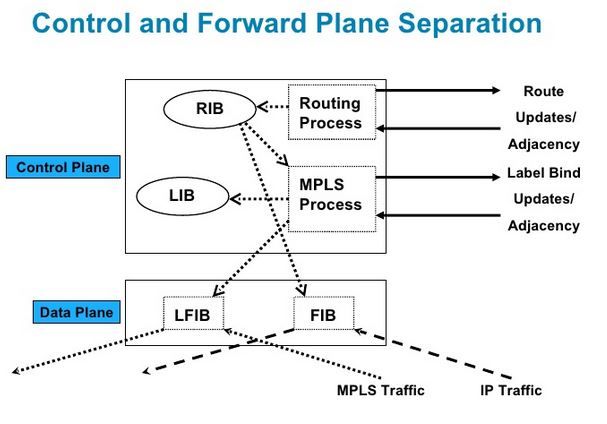 Control and Forward Plane Separation
RIB
Routing
Process
Route
Updates/
Adjacency
Control Plane
LIB
MPLS
Process
Label Bind
Updates/
Adjacency
Data Plane
LFIB
FIB
MPLS Traffic
IP Traffic